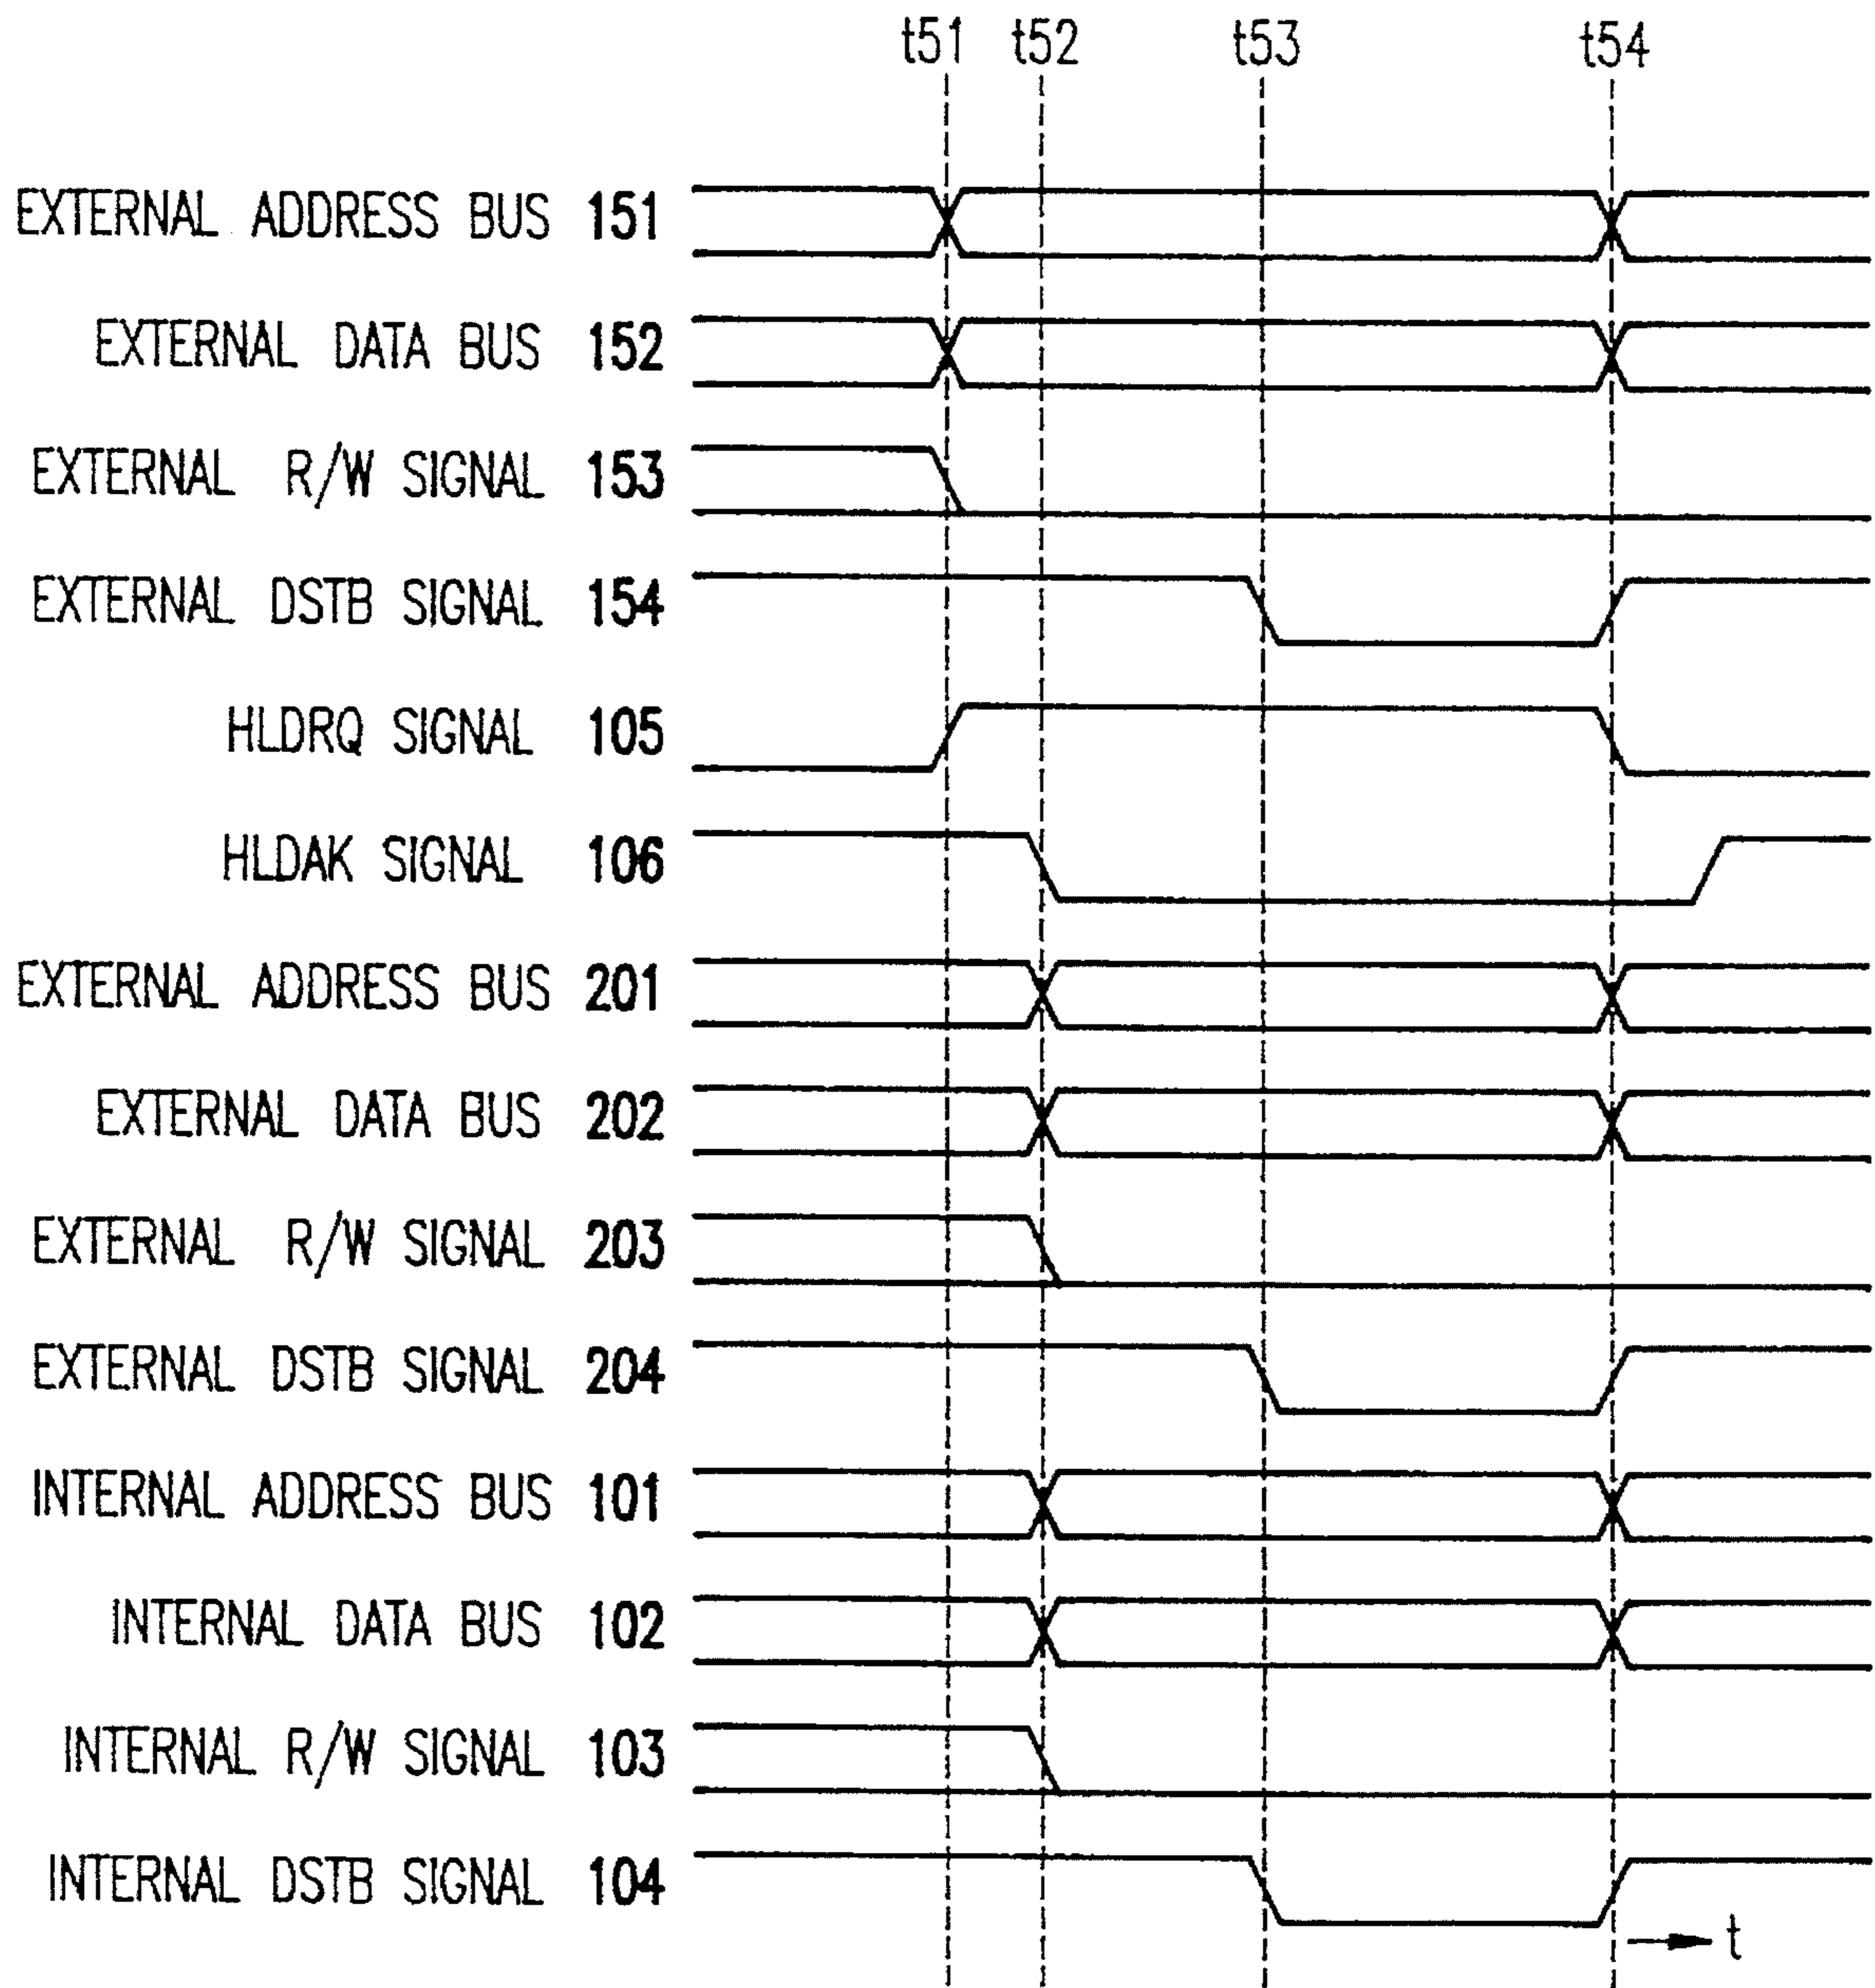 t51 t52 t53 t54
EXTERNAL ADDRESS BUS 151
EXTERNAL DATA BUS 152
EXTERNAL R/W SIGNAL 153
EXTERNAL DSTB SIGNAL 154
HLDRQ SIGNAL 105
HLDAK SIGNAL 106
EXTERNAL ADDRESS BUS 201
EXTERNAL DATA BUS 202
EXTERNAL R/W SIGNAL 203
EXTERNAL DSTB SIGNAL 204
INTERNAL ADDRESS BUS 101
INTERNAL DATA BUS 102
INTERNAL R/W SIGNAL 103
INTERNAL DSTB SIGNAL 104
t